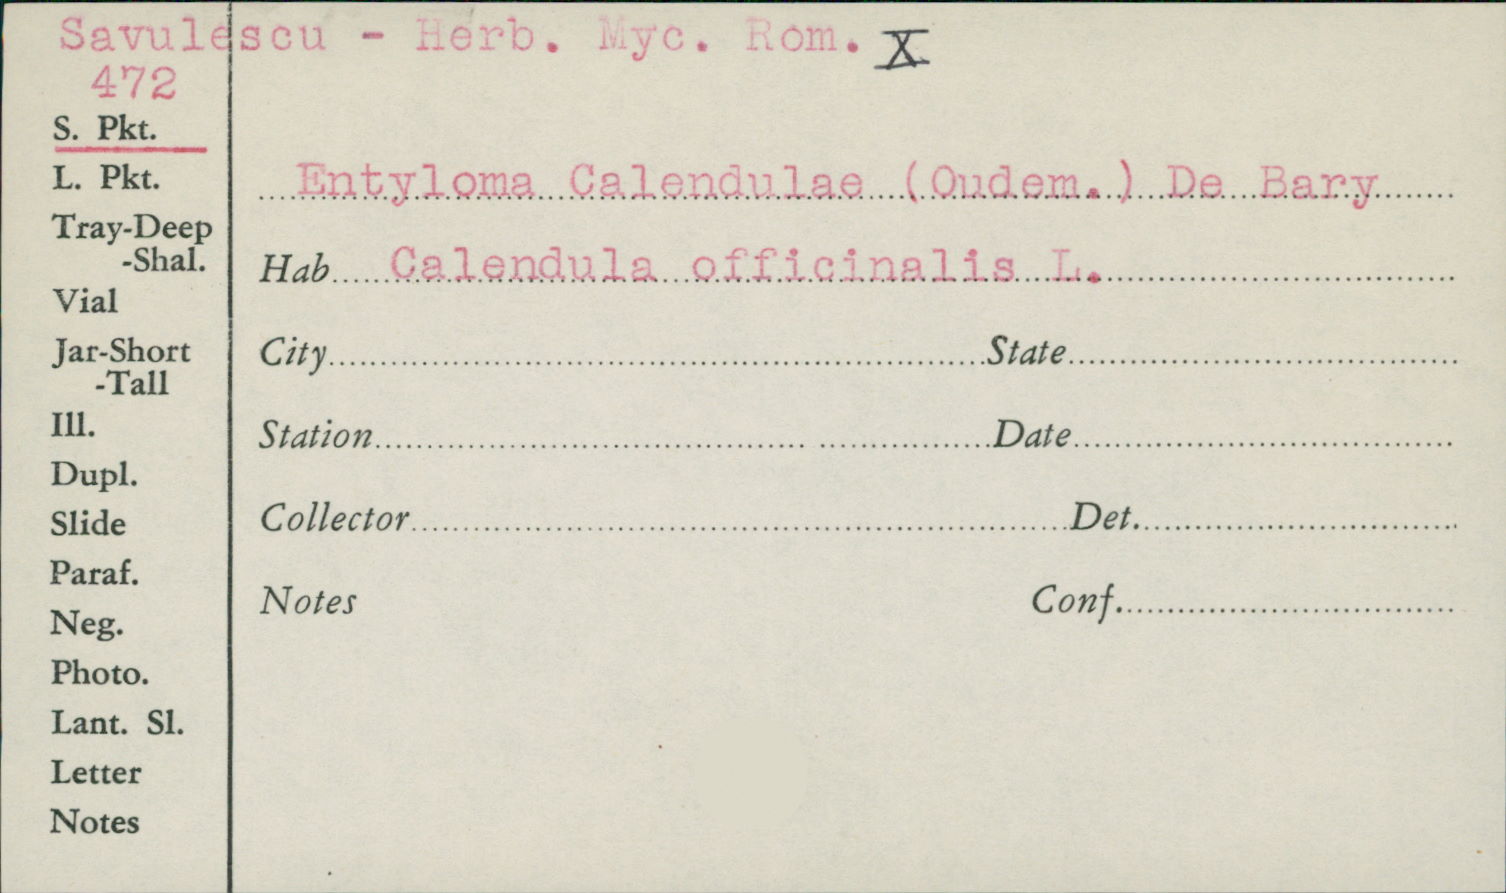 Savulescu - Herb. Myc. Rom. X
472
S. Pkt.
L. Pkt.
Entyloma Calendulae (Oudem.) De Bary
Tray-Deep
-Shal.
Hab Calendula officinalis L.
Vial
Jar-Short
-Tall
City State
Ill.
Station Date
Dupl.
Slide
Collector Det.
Paraf.
Neg.
Notes Conf.
Photo.
Lant. Sl.
Letter
Notes